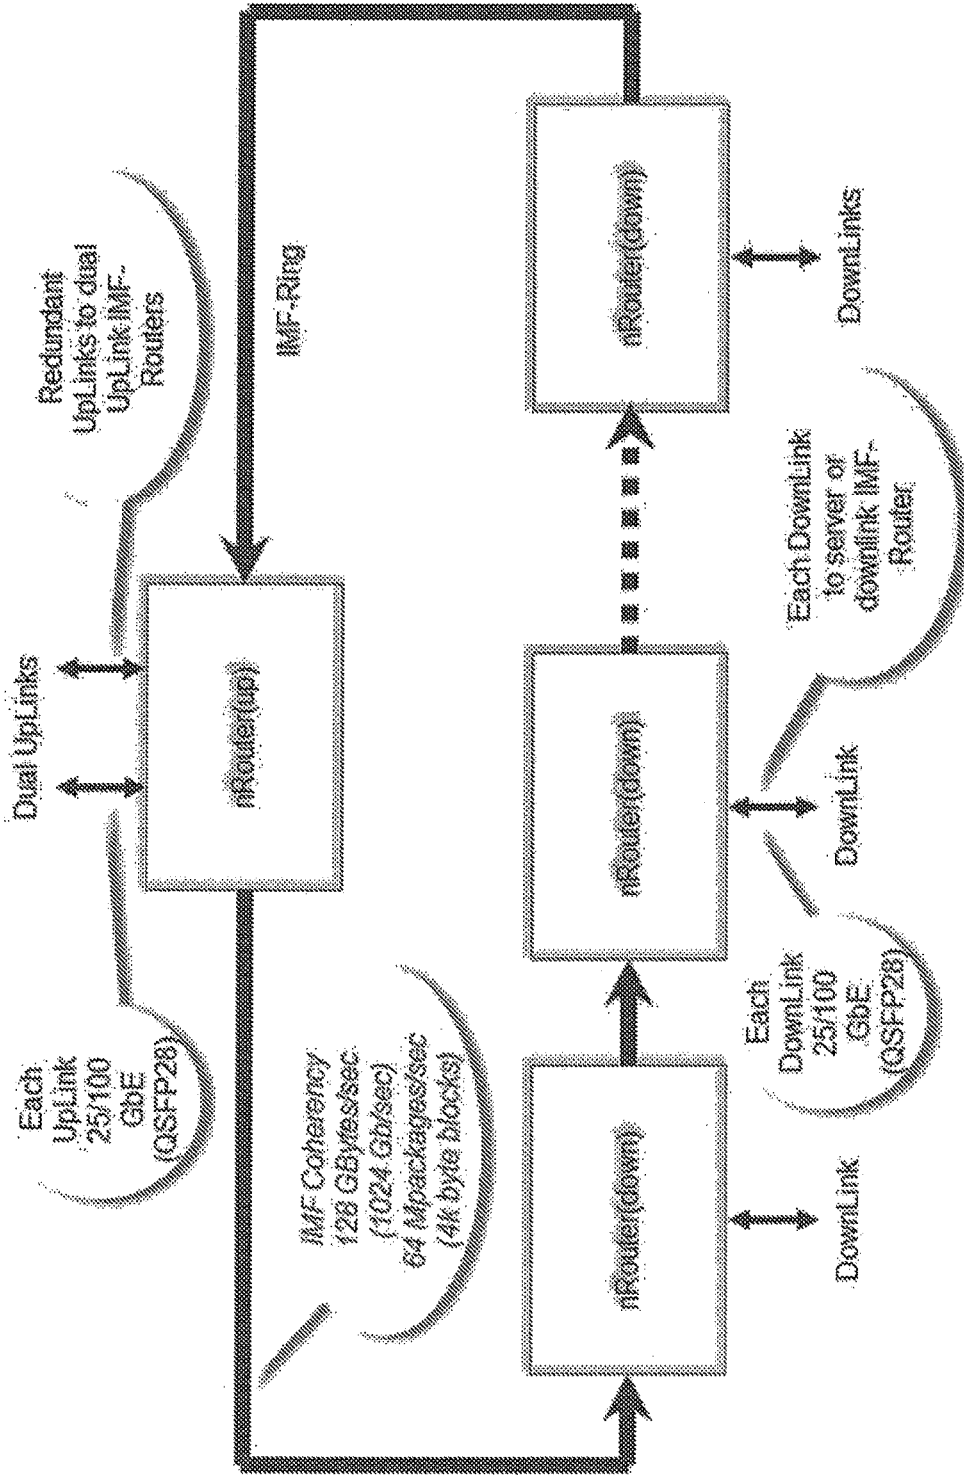 Dual UpLinks
Each
UpLink
25/100
GbE
(QSFP28)
Redundant
UpLinks to dual
UpLink IMF-
Routers
nRouter(up)
IMF-Ring
IMF Coherency
128 GBytes/sec
(1024 Gb/sec)
64 Mpackages/sec
(4k byte blocks)
nRouter(down)
nRouter(down)
nRouter(down)
Each
DownLink
25/100
GbE
(QSFP28)
Each DownLink
to server or
downlink IMF-
Router
DownLink
DownLink
DownLinks